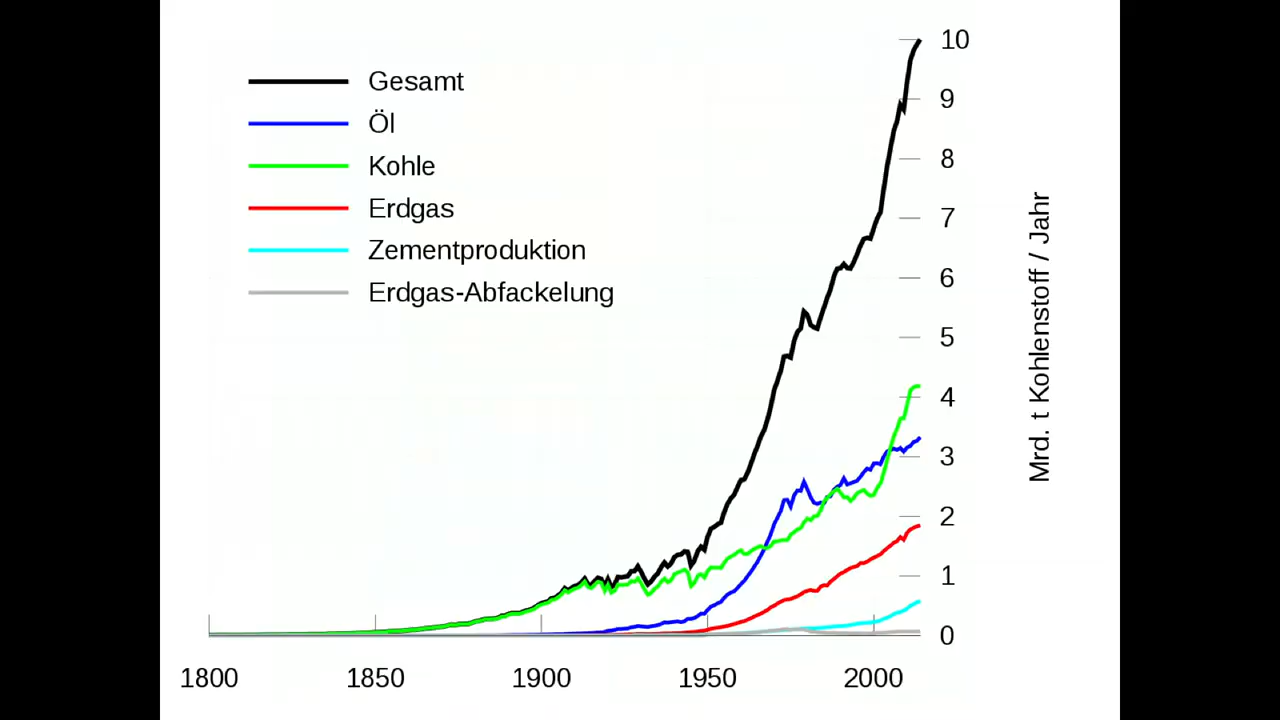 Gesamt
Öl
Kohle
Erdgas
Zementproduktion
Erdgas-Abfackelung
10
9
8
7
6
5
4
3
2
1
0
Mrd. t Kohlenstoff / Jahr
1800 1850 1900 1950 2000